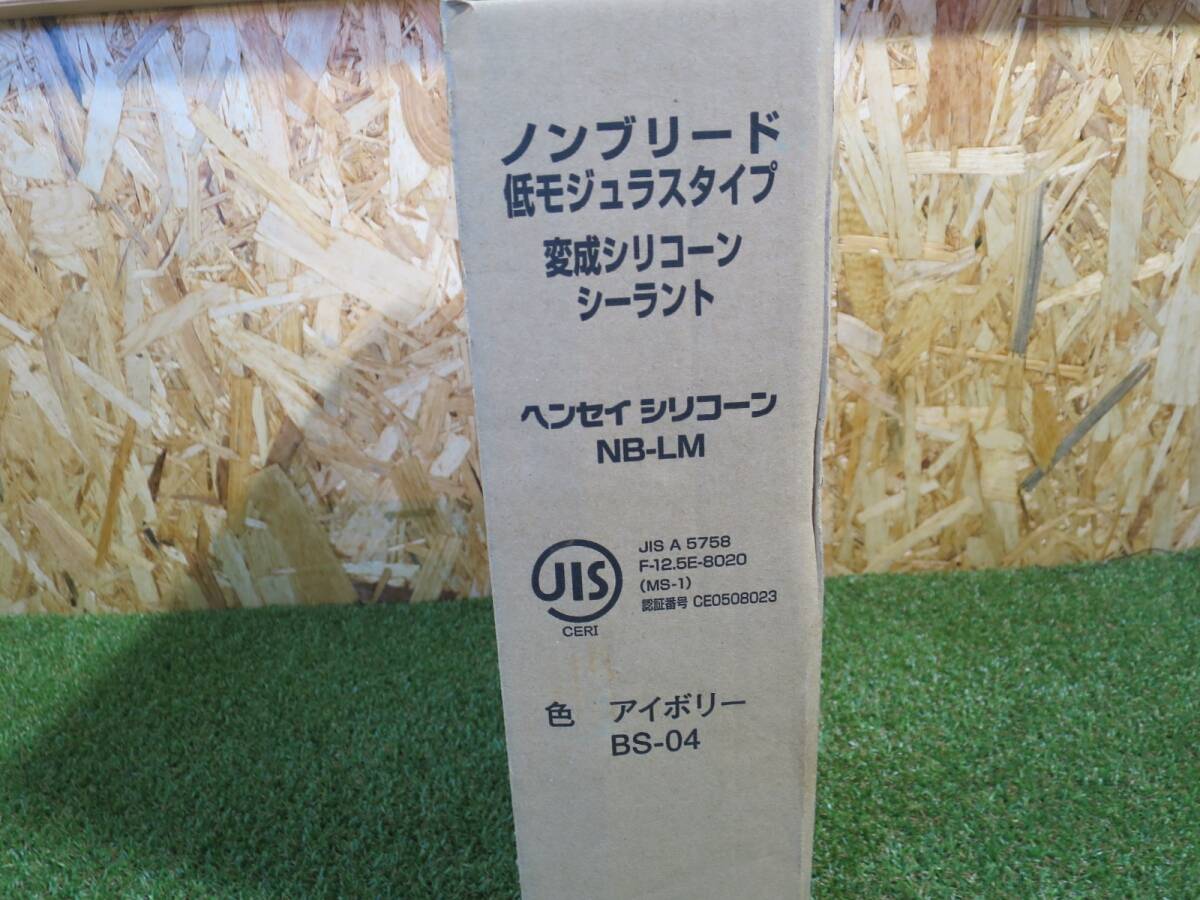 ノンブリード
低モジュラスタイプ
変成シリコーン
シーラント
ヘンセイ シリコーン
NB-LM
JIS
CERI
JIS A 5758
F-12.5E-8020
(MS-1)
認証番号 CE0508023
色 アイボリー
BS-04